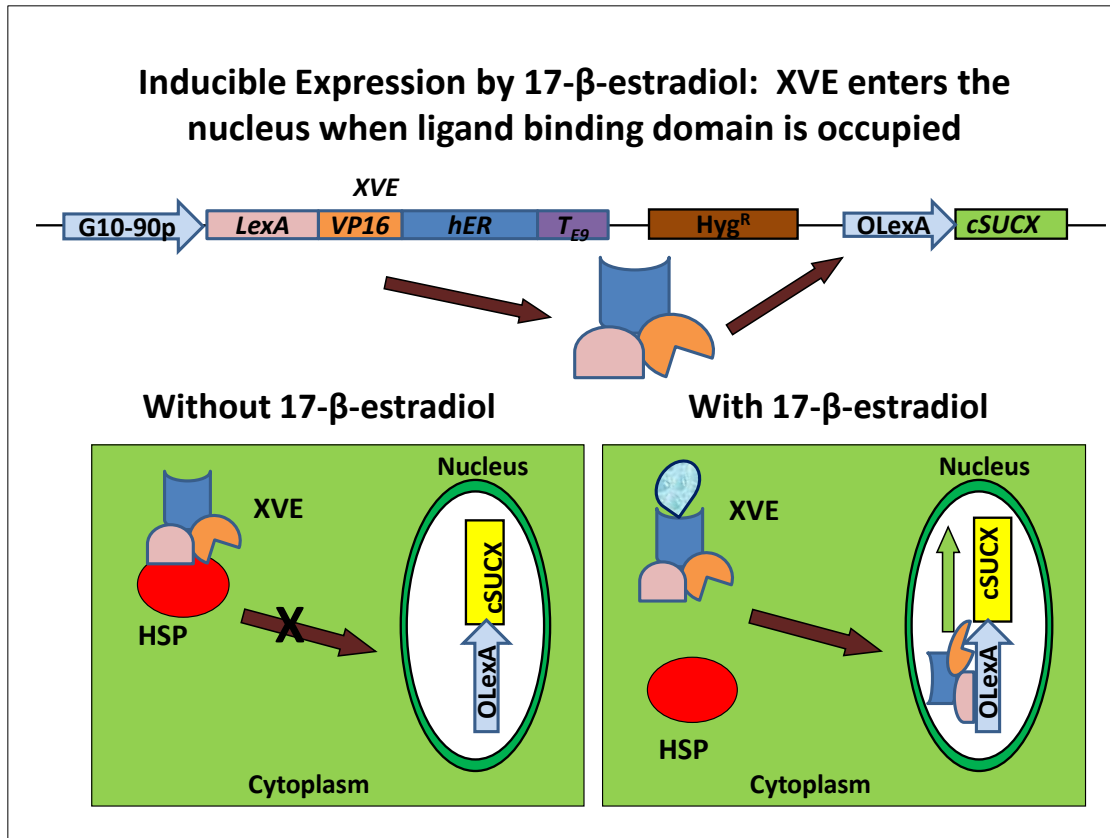 Inducible Expression by 17-β-estradiol: XVE enters the
nucleus when ligand binding domain is occupied
XVE
G10-90p LexA VP16 hER T_E9 Hyg^R OLexA cSUCX
Without 17-β-estradiol
With 17-β-estradiol
Nucleus
XVE
cSUCX
HSP
X
OLexA
Cytoplasm
Nucleus
XVE
cSUCX
OLexA
HSP
Cytoplasm